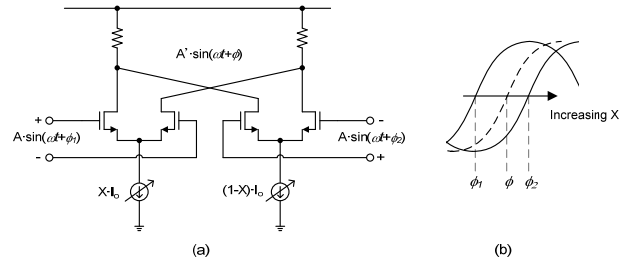 A'·sin(ωt+ϕ)
+
-
A·sin(ωt+ϕ₁)
A·sin(ωt+ϕ₂)
-
+
X·Iₒ
(1-X)·Iₒ
(a)
Increasing X
ϕ₁
ϕ
ϕ₂
(b)